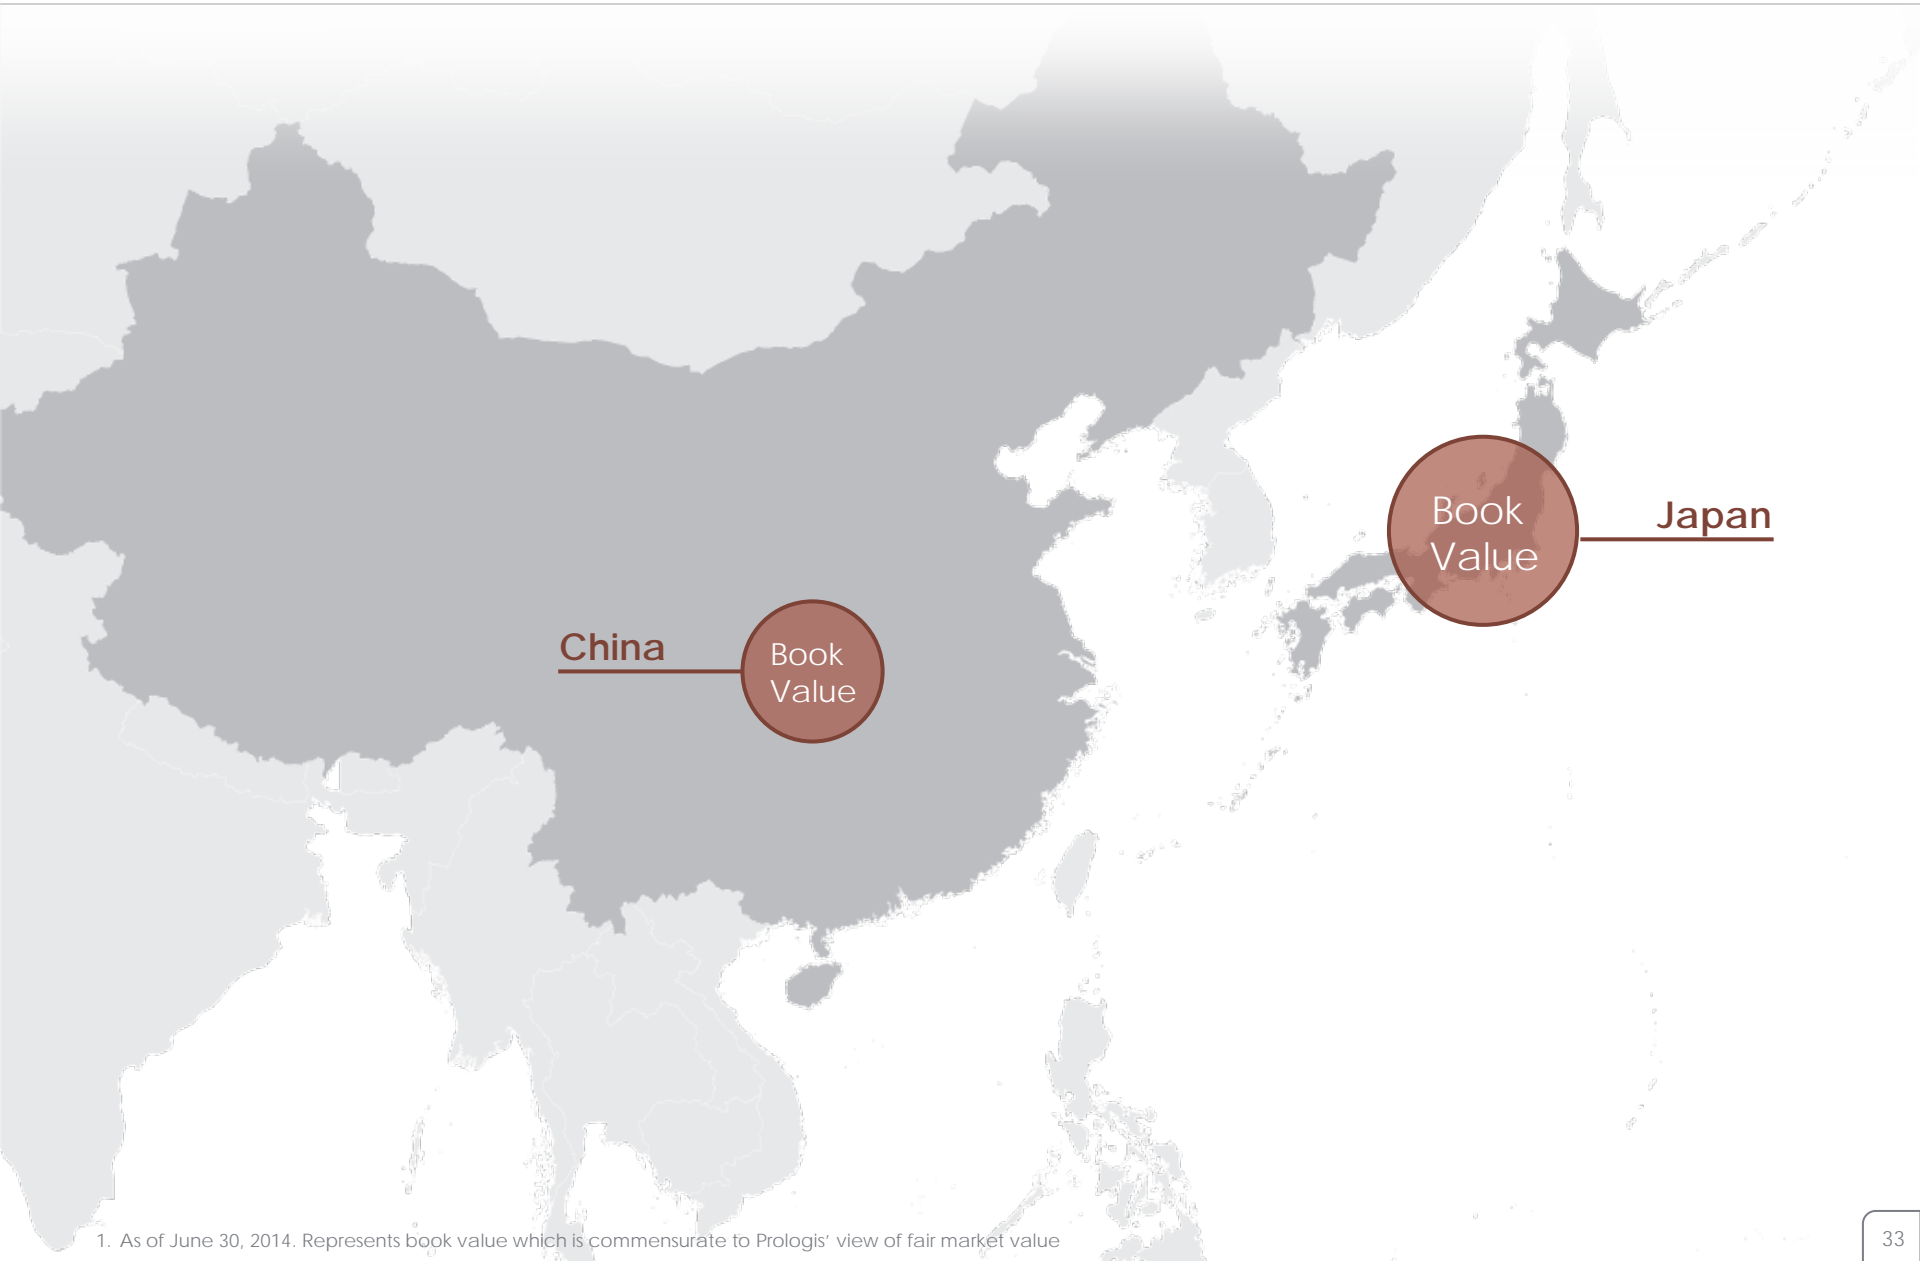 Japan
Book
Value
China
Book
Value
1. As of June 30, 2014. Represents book value which is commensurate to Prologis’ view of fair market value
33